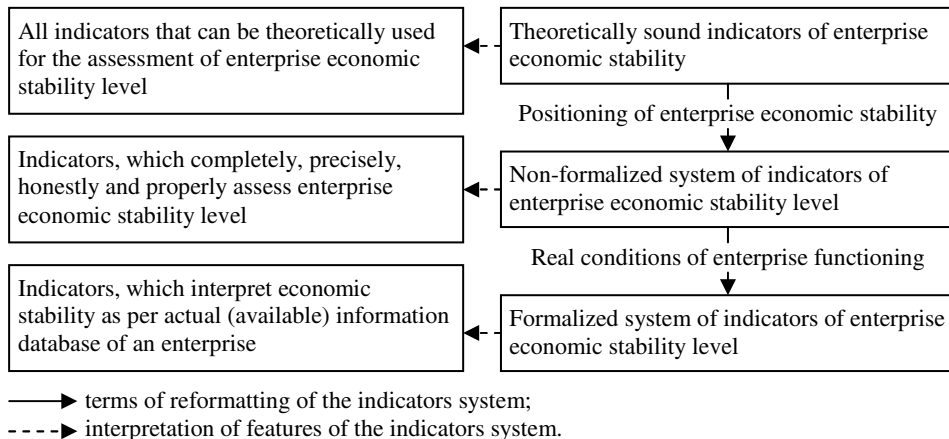 All indicators that can be theoretically used
for the assessment of enterprise economic
stability level
Theoretically sound indicators of enterprise
economic stability
Positioning of enterprise economic stability
Indicators, which completely, precisely,
honestly and properly assess enterprise
economic stability level
Non-formalized system of indicators of
enterprise economic stability level
Real conditions of enterprise functioning
Indicators, which interpret economic
stability as per actual (available) information
database of an enterprise
Formalized system of indicators of enterprise
economic stability level
terms of reformatting of the indicators system;
interpretation of features of the indicators system.